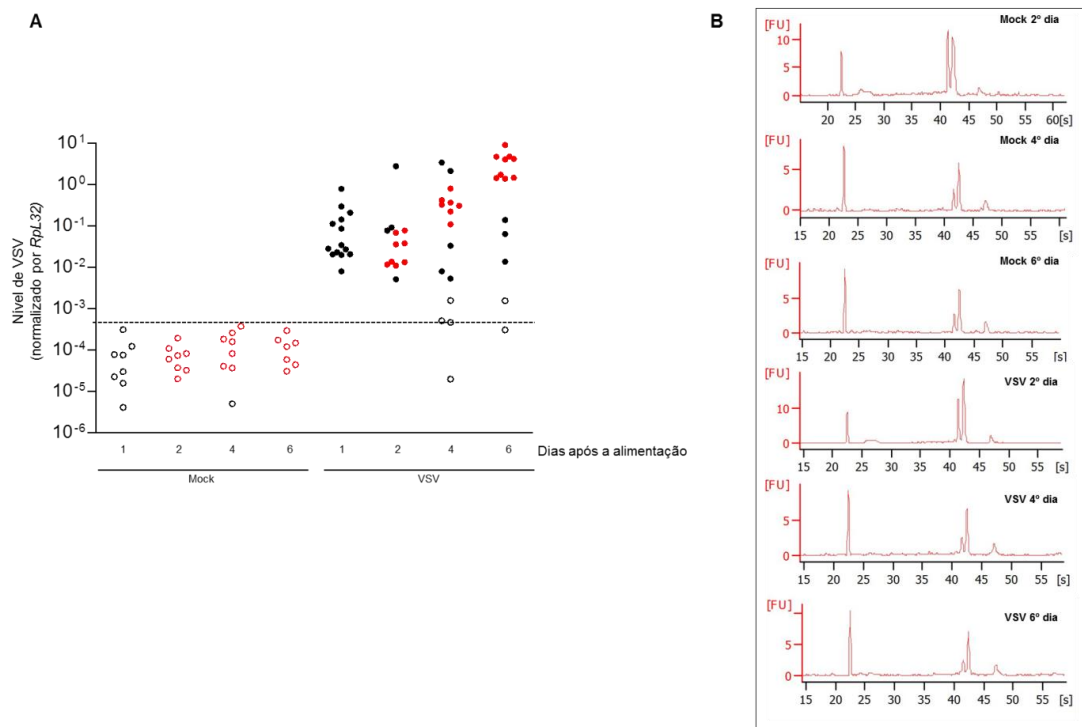 A
Nível de VSV
(normalizado por RpL32)
10^1
10^0
10^-1
10^-2
10^-3
10^-4
10^-5
10^-6
1 2 4 6 1 2 4 6 Dias após a alimentação
Mock VSV
B
[FU] Mock 2º dia
10
5
0
20 25 30 35 40 45 50 55 60[s]
[FU] Mock 4º dia
5
0
15 20 25 30 35 40 45 50 55 [s]
[FU] Mock 6º dia
5
0
15 20 25 30 35 40 45 50 55 [s]
[FU] VSV 2º dia
10
0
15 20 25 30 35 40 45 50 55 [s]
[FU] VSV 4º dia
5
0
15 20 25 30 35 40 45 50 55 [s]
[FU] VSV 6º dia
5
0
15 20 25 30 35 40 45 50 55 [s]